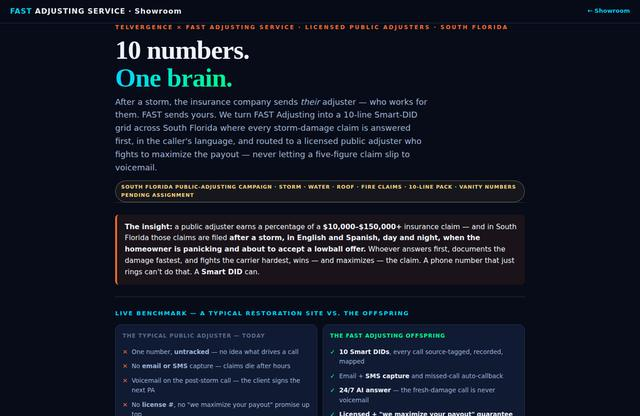 FAST ADJUSTING SERVICE · Showroom
← Showroom
TELVERGENCE × FAST ADJUSTING SERVICE · LICENSED PUBLIC ADJUSTERS · SOUTH FLORIDA
10 numbers.
One brain.
After a storm, the insurance company sends their adjuster — who works for
them. FAST sends yours. We turn FAST Adjusting into a 10-line Smart-DID
grid across South Florida where every storm-damage claim is answered
first, in the caller's language, and routed to a licensed public adjuster who
fights to maximize the payout — never letting a five-figure claim slip to
voicemail.
SOUTH FLORIDA PUBLIC-ADJUSTING CAMPAIGN · STORM · WATER · ROOF · FIRE CLAIMS · 10-LINE PACK · VANITY NUMBERS
PENDING ASSIGNMENT
The insight: a public adjuster earns a percentage of a $10,000–$150,000+ insurance claim — and in South
Florida those claims are filed after a storm, in English and Spanish, day and night, when the
homeowner is panicking and about to accept a lowball offer. Whoever answers first, documents the
damage fastest, and fights the carrier hardest, wins — and maximizes — the claim. A phone number that just
rings can't do that. A Smart DID can.
LIVE BENCHMARK — A TYPICAL RESTORATION SITE VS. THE OFFSPRING
THE TYPICAL PUBLIC ADJUSTER — TODAY
✕ One number, untracked — no idea what drives a call
✕ No email or SMS capture — claims die after hours
✕ Voicemail on the post-storm call — the client signs the
next PA
✕ No license #, no "we maximize your payout" promise up
top
THE FAST ADJUSTING OFFSPRING
✓ 10 Smart DIDs, every call source-tagged, recorded,
mapped
✓ Email + SMS capture and missed-call auto-callback
✓ 24/7 AI answer — the fresh-damage call is never
voicemail
✓ Licensed + "we maximize your payout" guarantee